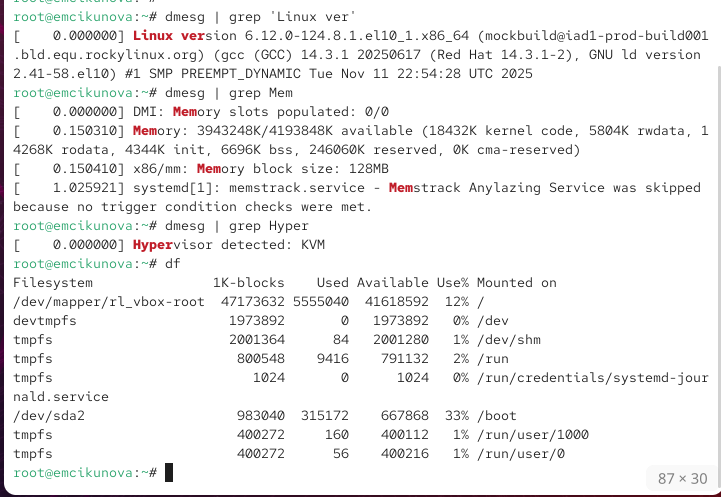 root@emcikunova:~# dmesg | grep 'Linux ver'
[    0.000000] Linux version 6.12.0-124.8.1.el10_1.x86_64 (mockbuild@iad1-prod-build001
.bld.equ.rockylinux.org) (gcc (GCC) 14.3.1 20250617 (Red Hat 14.3.1-2), GNU ld version
2.41-58.el10) #1 SMP PREEMPT_DYNAMIC Tue Nov 11 22:54:28 UTC 2025
root@emcikunova:~# dmesg | grep Mem
[    0.000000] DMI: Memory slots populated: 0/0
[    0.150310] Memory: 3943248K/4193848K available (18432K kernel code, 5804K rwdata, 1
4268K rodata, 4344K init, 6696K bss, 246060K reserved, 0K cma-reserved)
[    0.150410] x86/mm: Memory block size: 128MB
[    1.025921] systemd[1]: memstrack.service - Memstrack Anylazing Service was skipped
because no trigger condition checks were met.
root@emcikunova:~# dmesg | grep Hyper
[    0.000000] Hypervisor detected: KVM
root@emcikunova:~# df
Filesystem              1K-blocks    Used Available Use% Mounted on
/dev/mapper/rl_vbox-root  47173632 5555040  41618592  12% /
devtmpfs                   1973892       0   1973892   0% /dev
tmpfs                      2001364      84   2001280   1% /dev/shm
tmpfs                       800548    9416    791132   2% /run
tmpfs                         1024       0      1024   0% /run/credentials/systemd-jour
nald.service
/dev/sda2                   983040  315172    667868  33% /boot
tmpfs                       400272     160    400112   1% /run/user/1000
tmpfs                       400272      56    400216   1% /run/user/0
root@emcikunova:~#
87 × 30